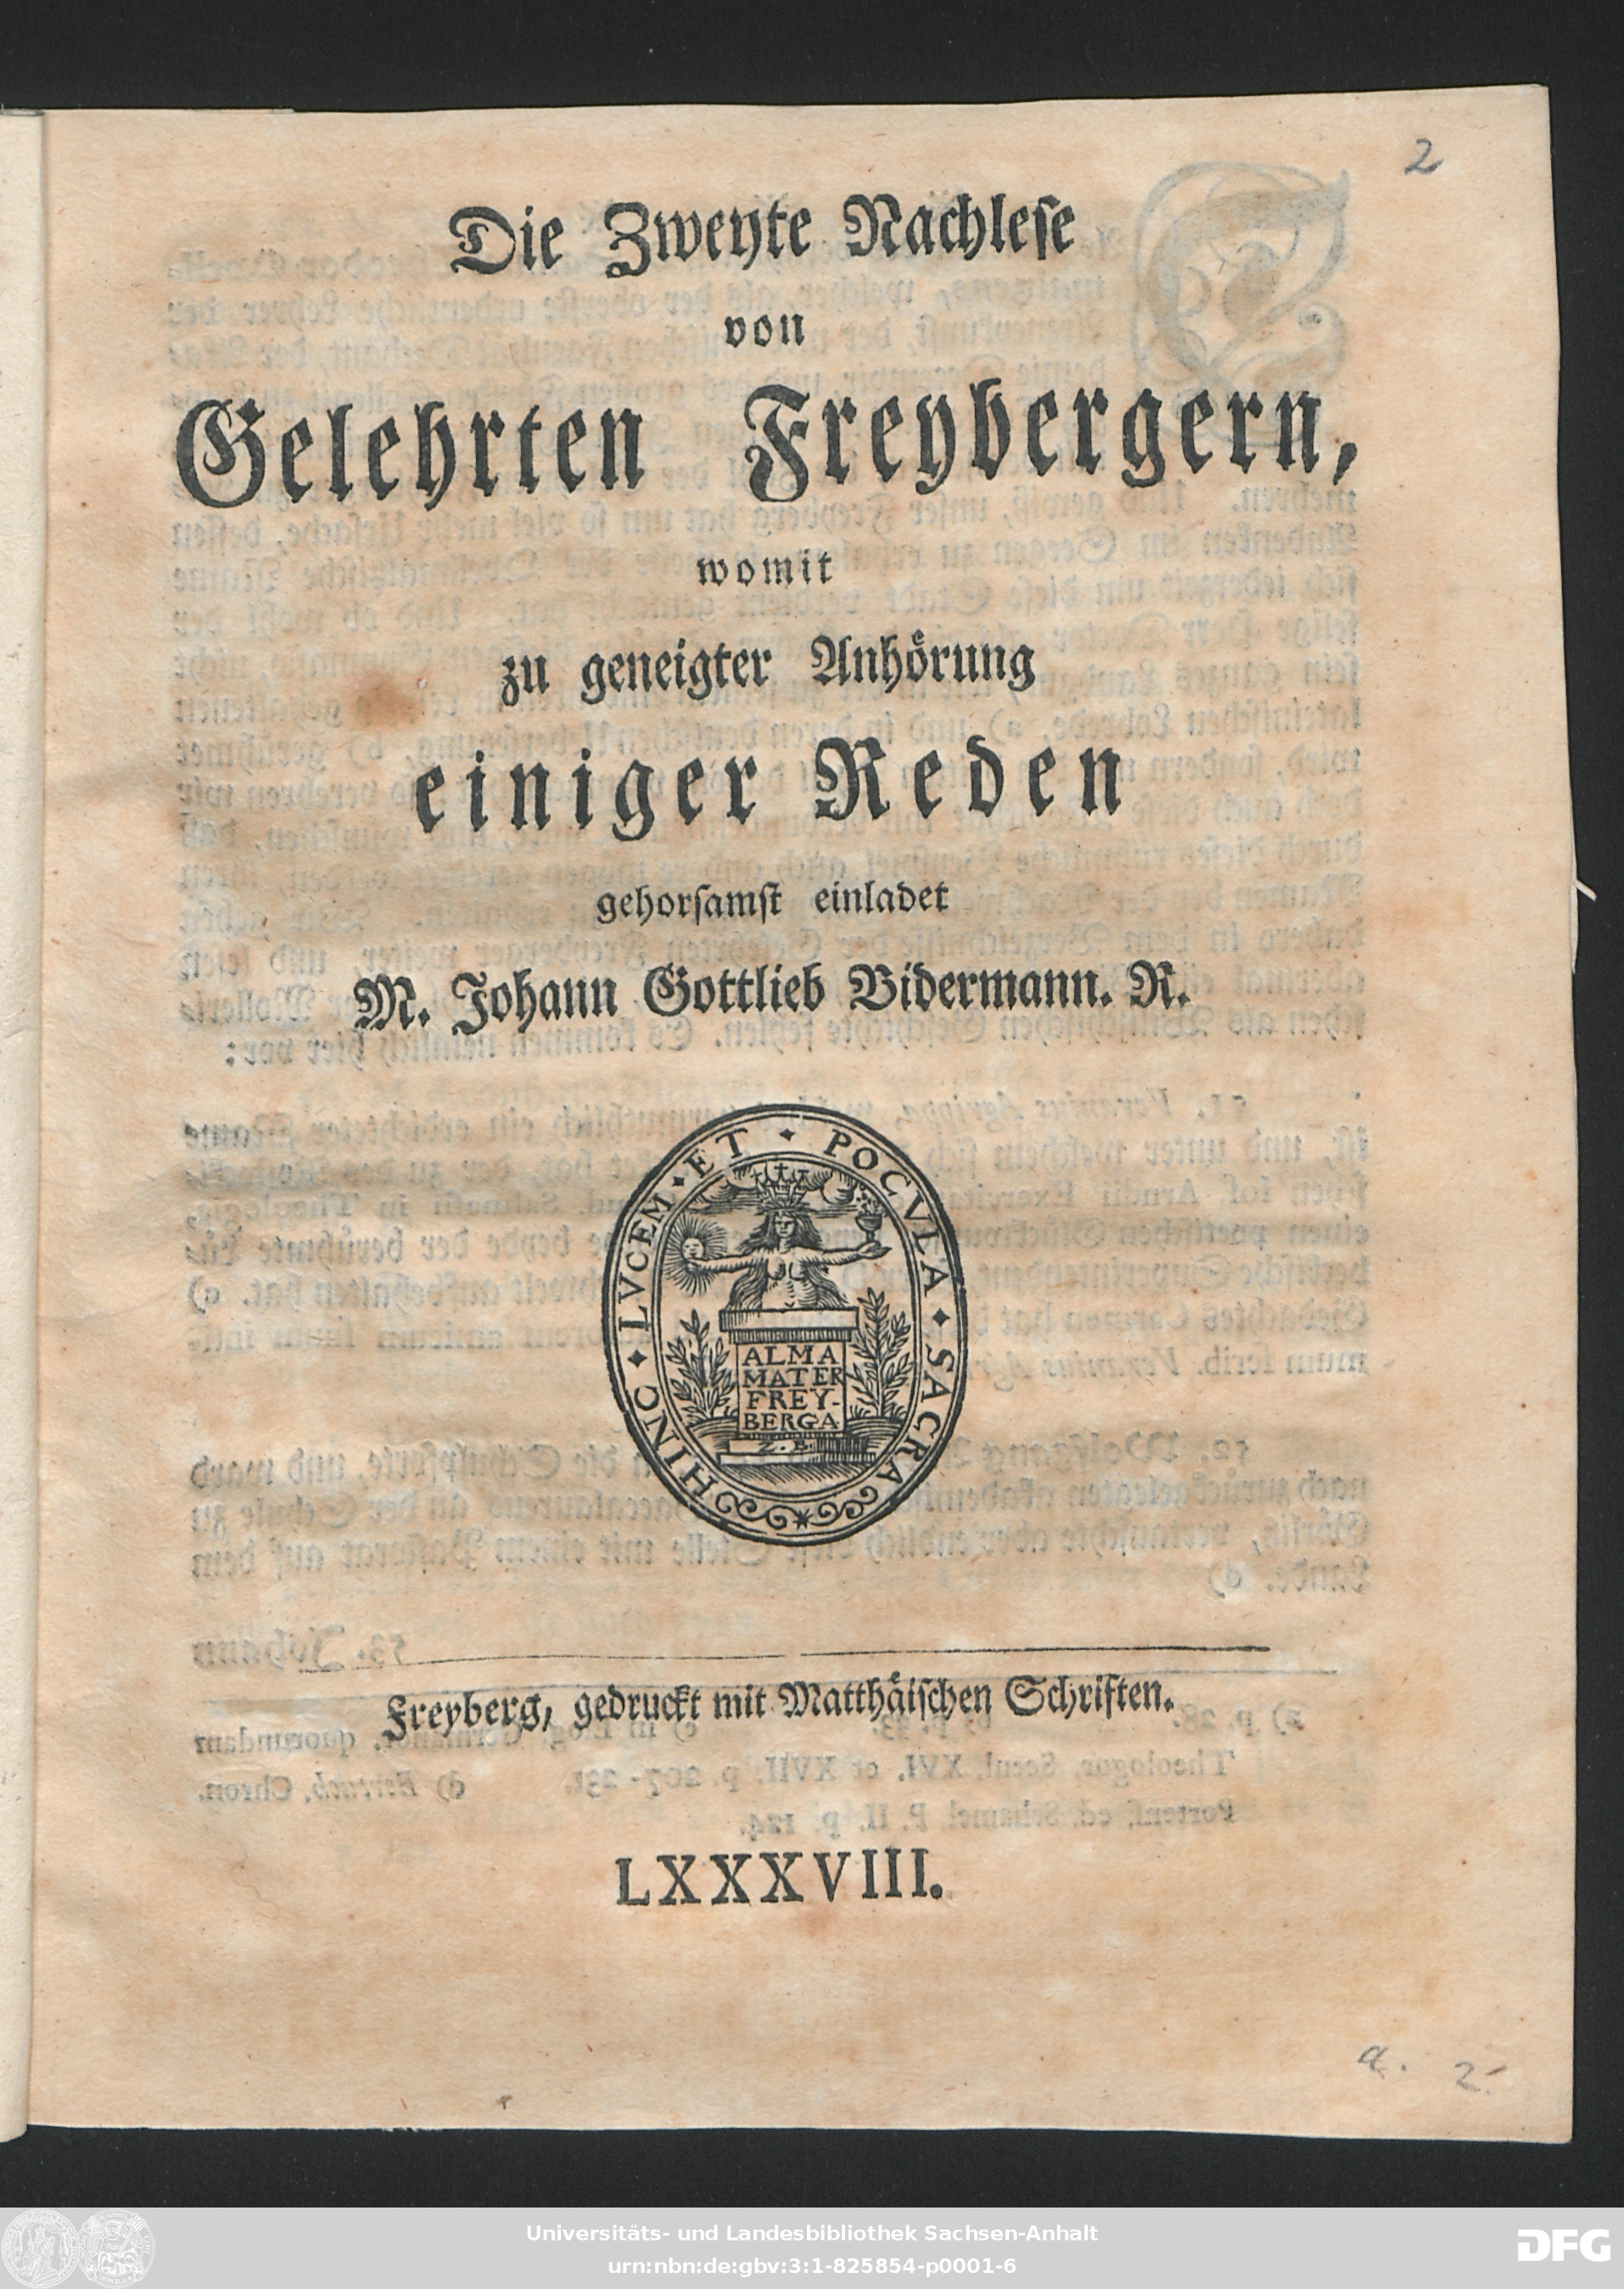 2
Die Zweyte Nachlese
von
Gelehrten Freybergern,
womit
zu geneigter Anhörung
einiger Reden
gehorsamst einladet
M. Johann Gottlieb Bidermann. R.
HINC • LVCEM • ET • POCVLA • SACRA
ALMA
MATER
FREY-
BERGA
Z. B.
Freyberg, gedruckt mit Matthäischen Schriften.
LXXXVIII.
a. 2.
Universitäts- und Landesbibliothek Sachsen-Anhalt
urn:nbn:de:gbv:3:1-825854-p0001-6
DFG